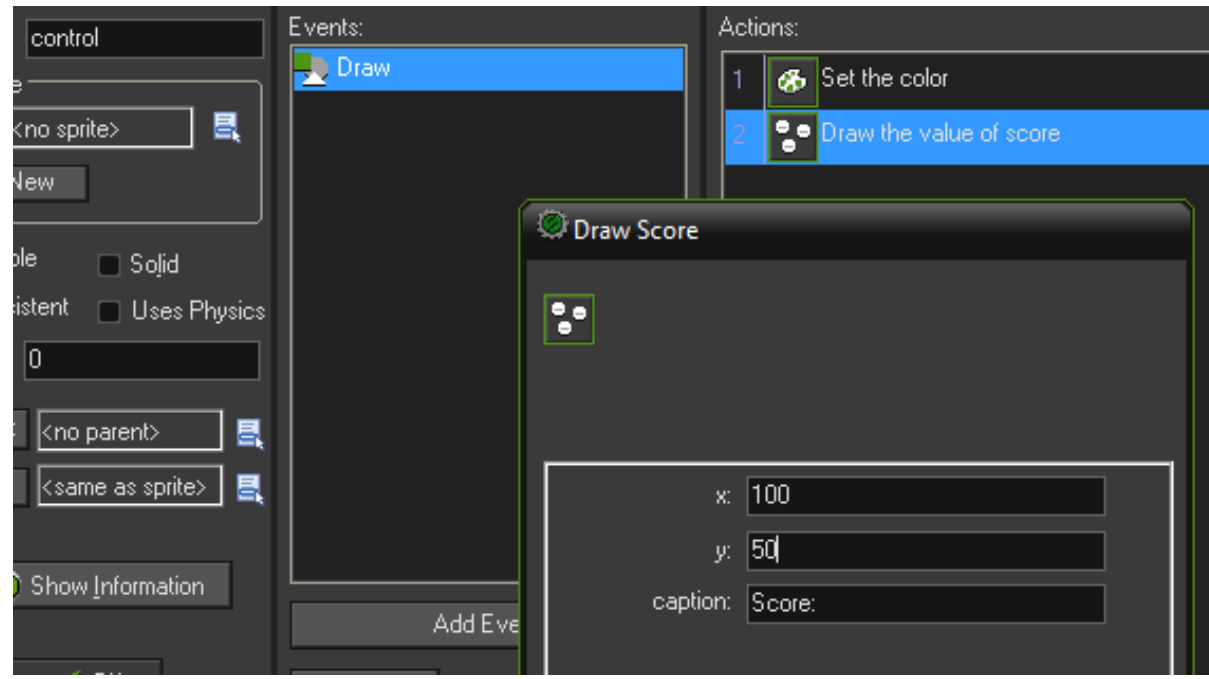 control
<no sprite>
New
Solid
Uses Physics
0
<no parent>
<same as sprite>
Show Information
Events:
Draw
Add Eve
Actions:
1 Set the color
2 Draw the value of score
Draw Score
x: 100
y: 50
caption: Score: